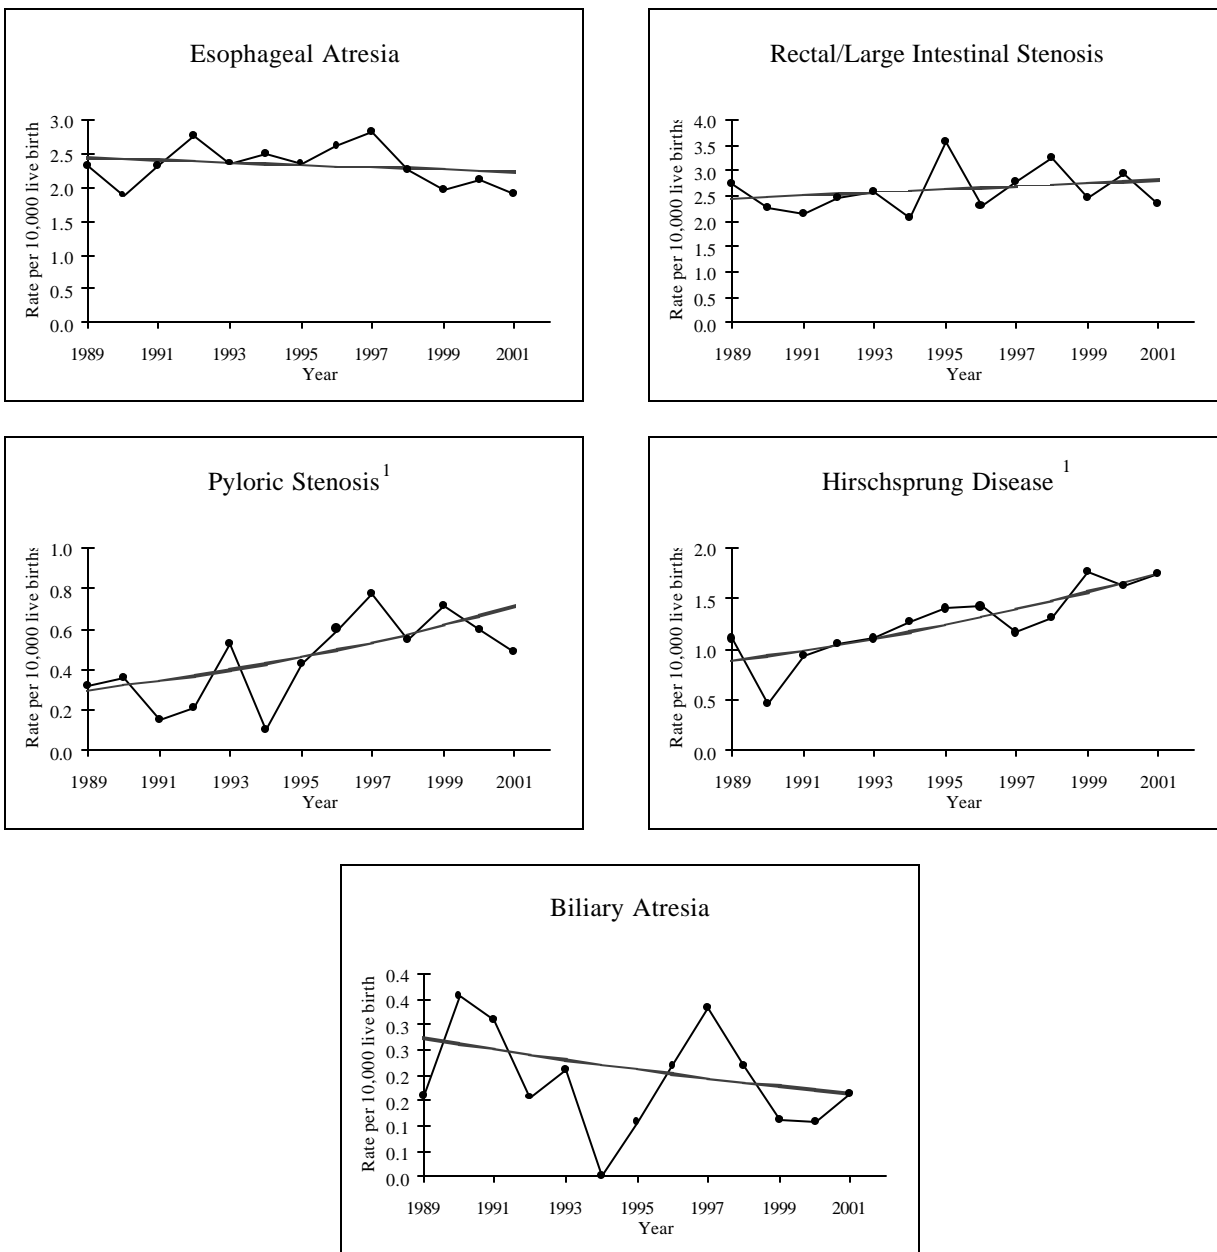 Esophageal Atresia
Rate per 10,000 live birth
3.0
2.5
2.0
1.5
1.0
0.5
0.0
1989 1991 1993 1995 1997 1999 2001
Year
Rectal/Large Intestinal Stenosis
Rate per 10,000 live births
4.0
3.5
3.0
2.5
2.0
1.5
1.0
0.5
0.0
1989 1991 1993 1995 1997 1999 2001
Year
Pyloric Stenosis 1
Rate per 10,000 live births
1.0
0.8
0.6
0.4
0.2
0.0
1989 1991 1993 1995 1997 1999 2001
Year
Hirschsprung Disease 1
Rate per 10,000 live births
2.0
1.5
1.0
0.5
0.0
1989 1991 1993 1995 1997 1999 2001
Year
Biliary Atresia
Rate per 10,000 live birth
0.4
0.4
0.3
0.3
0.2
0.2
0.1
0.1
0.0
1989 1991 1993 1995 1997 1999 2001
Year